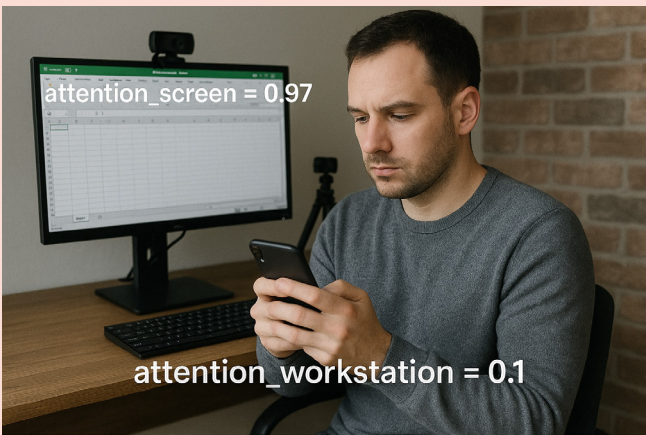 attention_screen = 0.97
attention_workstation = 0.1